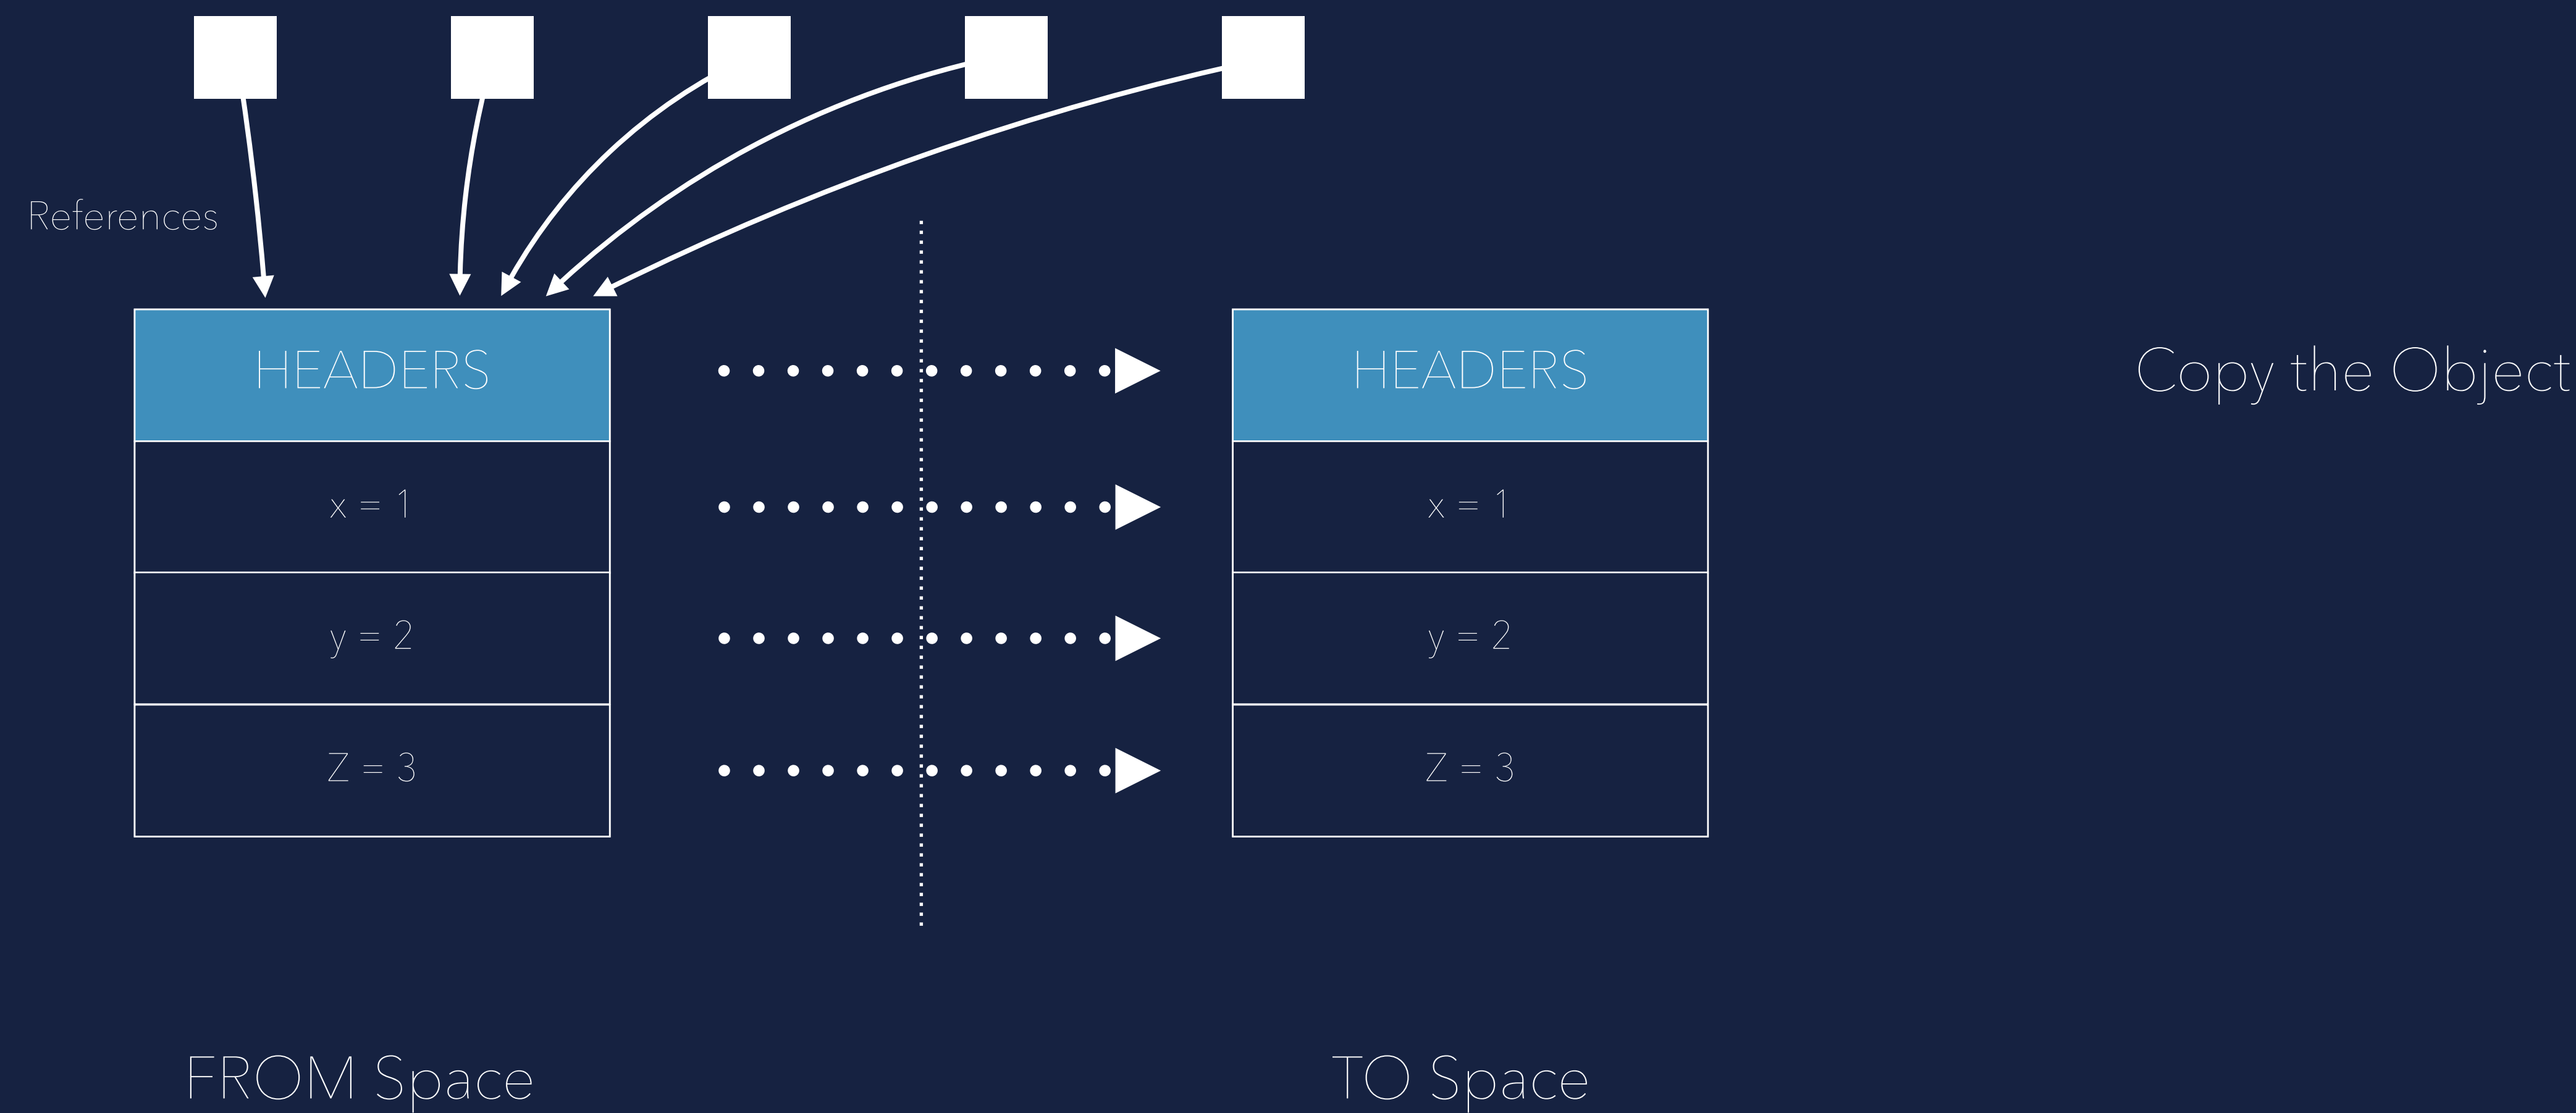 References
HEADERS
HEADERS
Copy the Object
x = 1
x = 1
y = 2
y = 2
Z = 3
Z = 3
FROM Space
TO Space